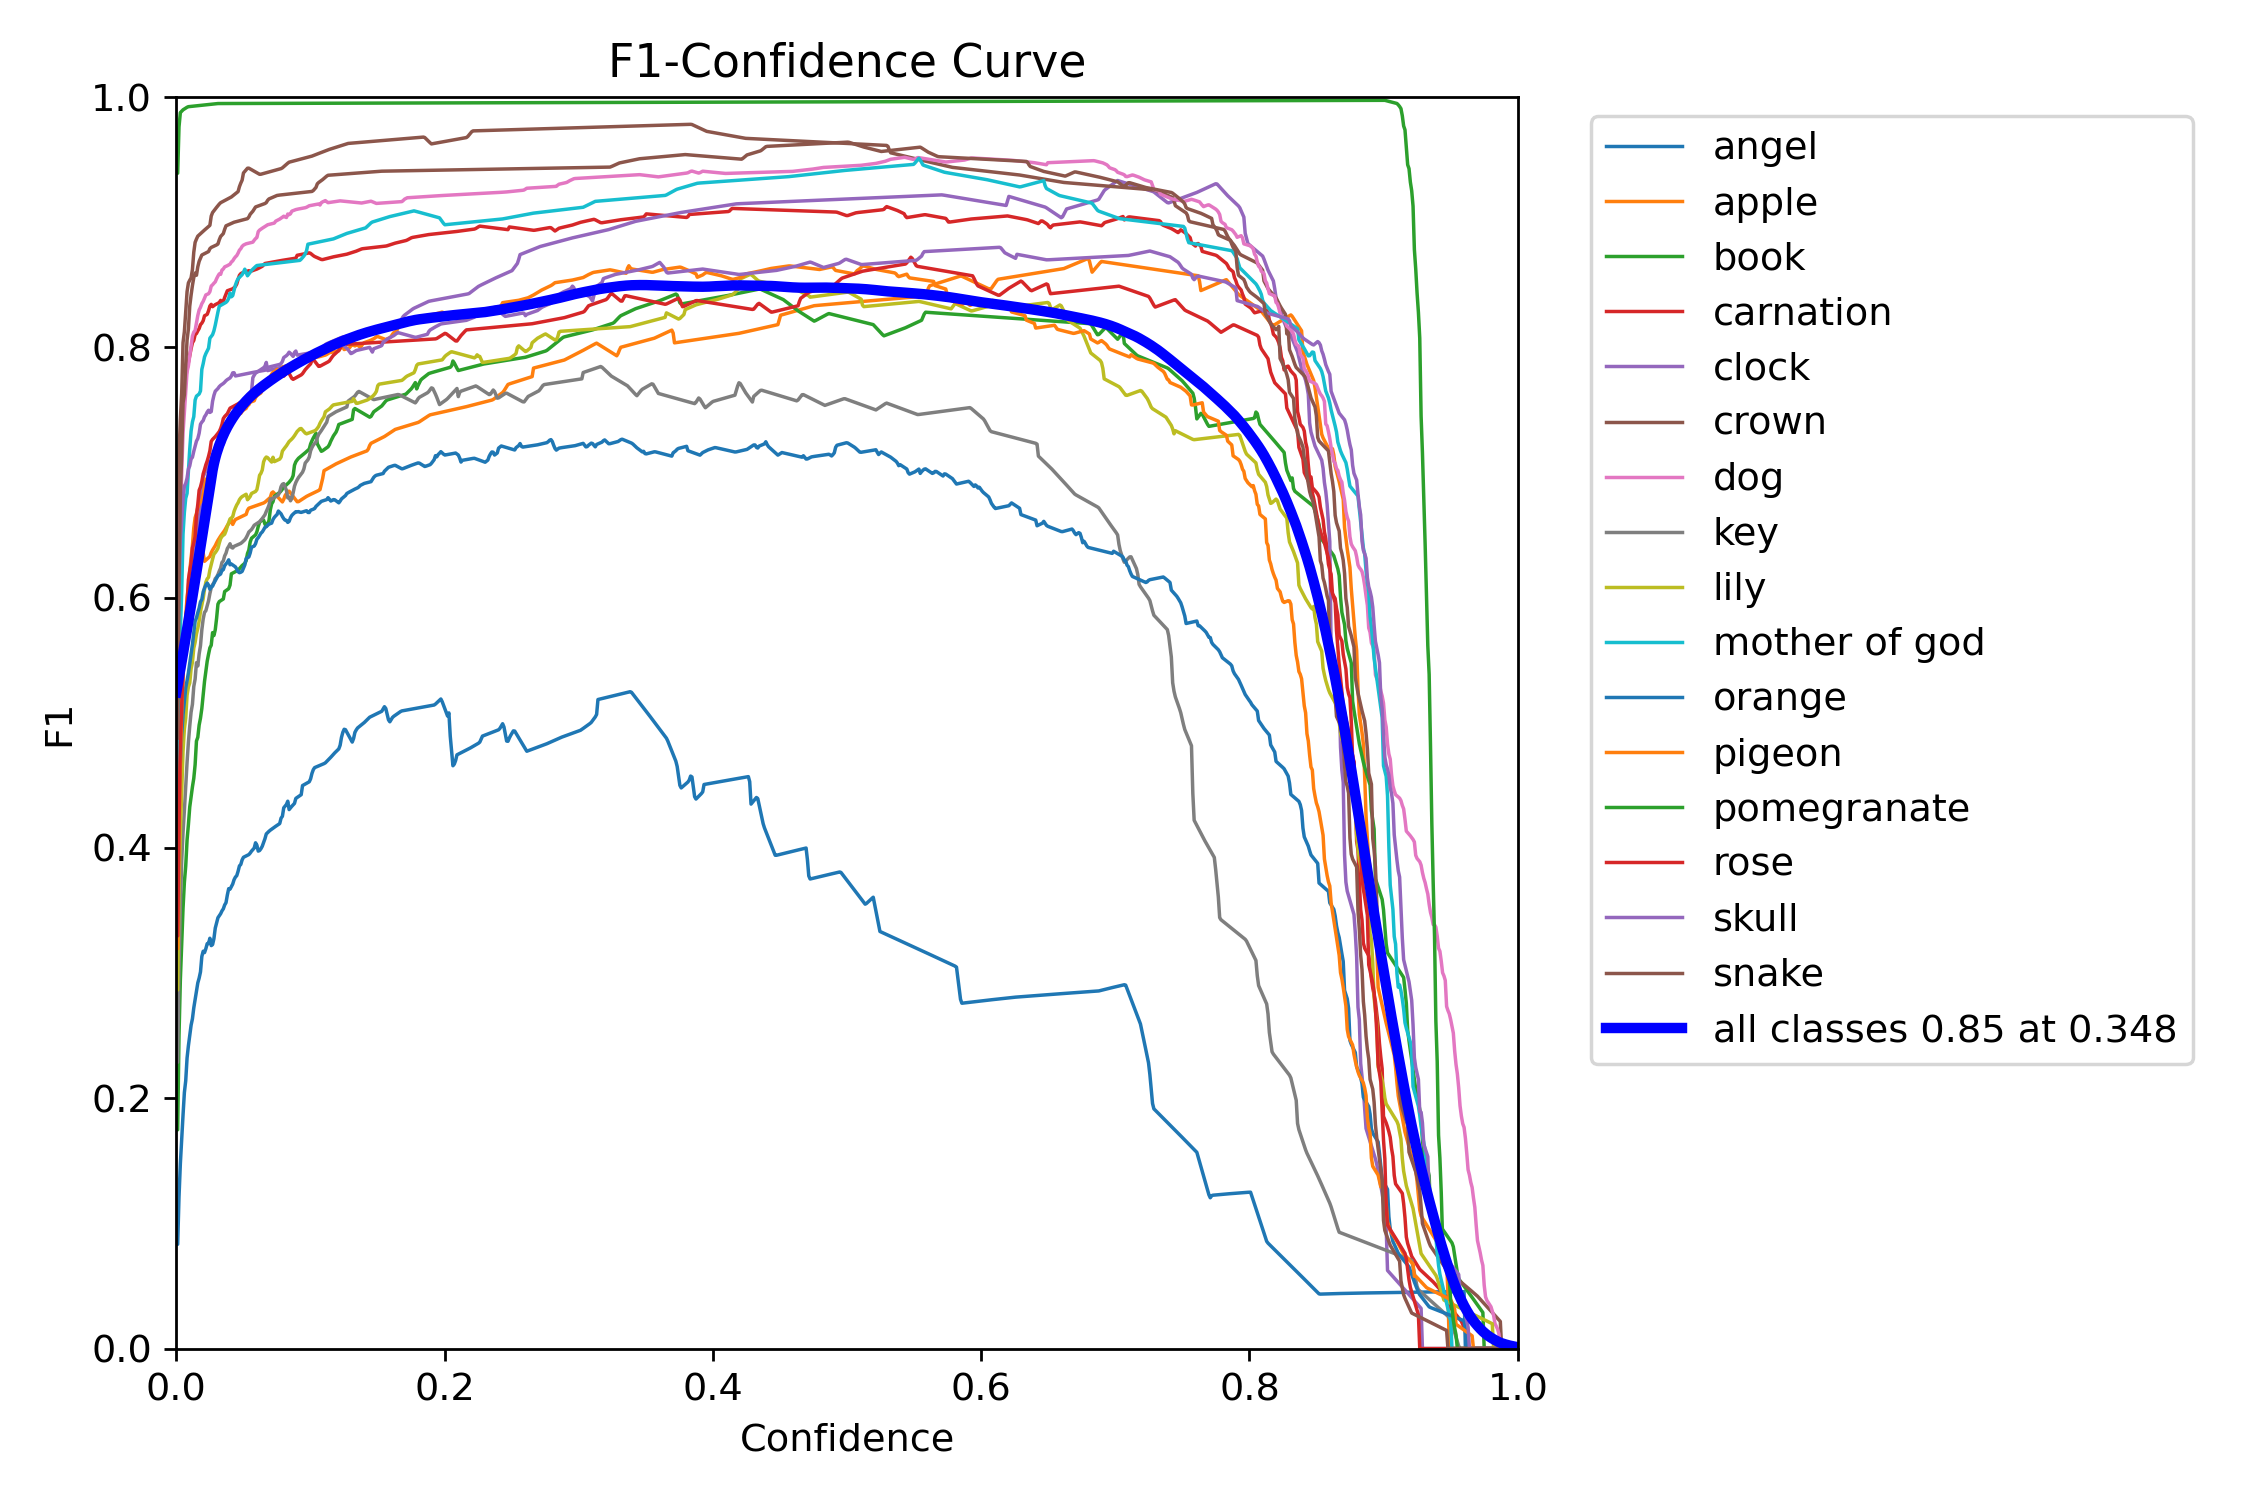 F1-Confidence Curve
1.0
0.8
0.6
0.4
0.2
0.0
F1
0.0 0.2 0.4 0.6 0.8 1.0
Confidence
angel
apple
book
carnation
clock
crown
dog
key
lily
mother of god
orange
pigeon
pomegranate
rose
skull
snake
all classes 0.85 at 0.348